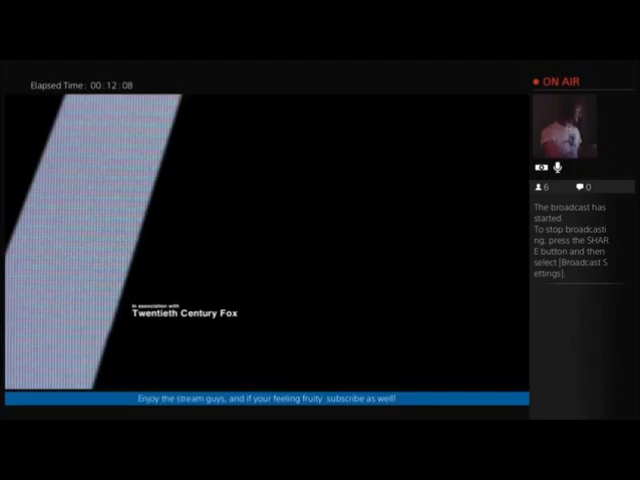 Elapsed Time: 00:12:08
ON AIR
6
0
The broadcast has
started.
To stop broadcasti
ng, press the SHAR
E button and then
select [Broadcast S
ettings].
In association with
Twentieth Century Fox
Enjoy the stream guys, and if your feeling fruity subscribe as well!